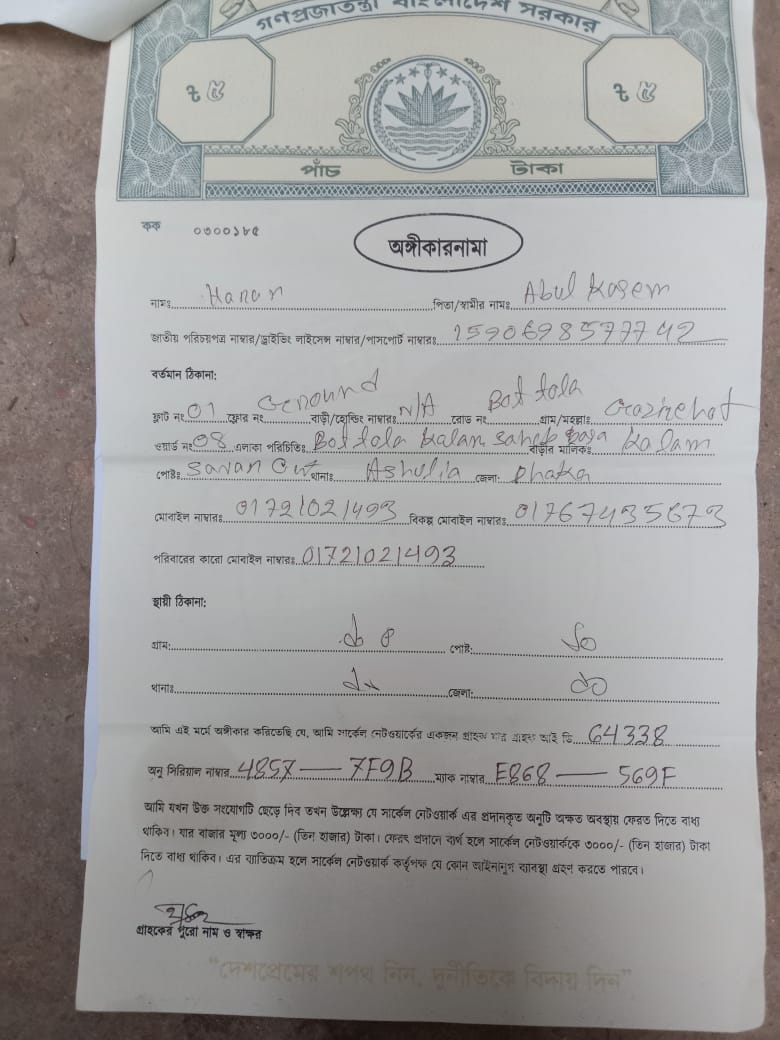 গণপ্রজাতন্ত্রী বাংলাদেশ সরকার
৳ ৫ ৳ ৫
পাঁচ টাকা
কক ০৩০০১৮৫
অঙ্গীকারনামা
নামঃ Hanan পিতা/স্বামীর নামঃ Abul Kasem
জাতীয় পরিচয়পত্র নাম্বার/ড্রাইভিং লাইসেন্স নাম্বার/পাসপোর্ট নাম্বারঃ
বর্তমান ঠিকানা:
ফ্লাট নং 01 ফ্লোর নং Ground বাড়ী/হোল্ডিং নাম্বারঃ N/A রোড নং Bot tola গ্রাম/মহল্লাঃ Gazirchot
ওয়ার্ড নং 08 এলাকা পরিচিতিঃ Bot tola Kalam saheb বাড়ীর মালিকঃ Kalam
পোষ্টঃ Savar Cnt থানাঃ Ashulia জেলা: Dhaka
মোবাইল নাম্বারঃ 01721021493 বিকল্প মোবাইল নাম্বারঃ 01767435673
পরিবারের কারো মোবাইল নাম্বারঃ 01721021493
স্থায়ী ঠিকানা:
গ্রাম: পোষ্ট:
থানাঃ জেলা:
আমি এই মর্মে অঙ্গীকার করিতেছি যে, আমি সার্কেল নেটওয়ার্কের একজন গ্রাহক যার গ্রাহক আই ডি 64338
অনু সিরিয়াল নাম্বার 485X — 7F9B ম্যাক নাম্বার E868 — 569F
আমি যখন উক্ত সংযোগটি ছেড়ে দিব তখন উল্লেখ্য যে সার্কেল নেটওয়ার্ক এর প্রদানকৃত অনুটি অক্ষত অবস্থায় ফেরত দিতে বাধ্য
থাকিব। যার বাজার মূল্য ৩০০০/- (তিন হাজার) টাকা। ফেরৎ প্রদানে ব্যর্থ হলে সার্কেল নেটওয়ার্ককে ৩০০০/- (তিন হাজার) টাকা
দিতে বাধ্য থাকিব। এর ব্যতিক্রম হলে সার্কেল নেটওয়ার্ক কর্তৃপক্ষ যে কোন আইনানুগ ব্যবস্থা গ্রহণ করতে পারবে।
গ্রাহকের পুরো নাম ও স্বাক্ষর
“দেশপ্রেমের শপথ নিন, দুর্নীতিকে বিদায় দিন”